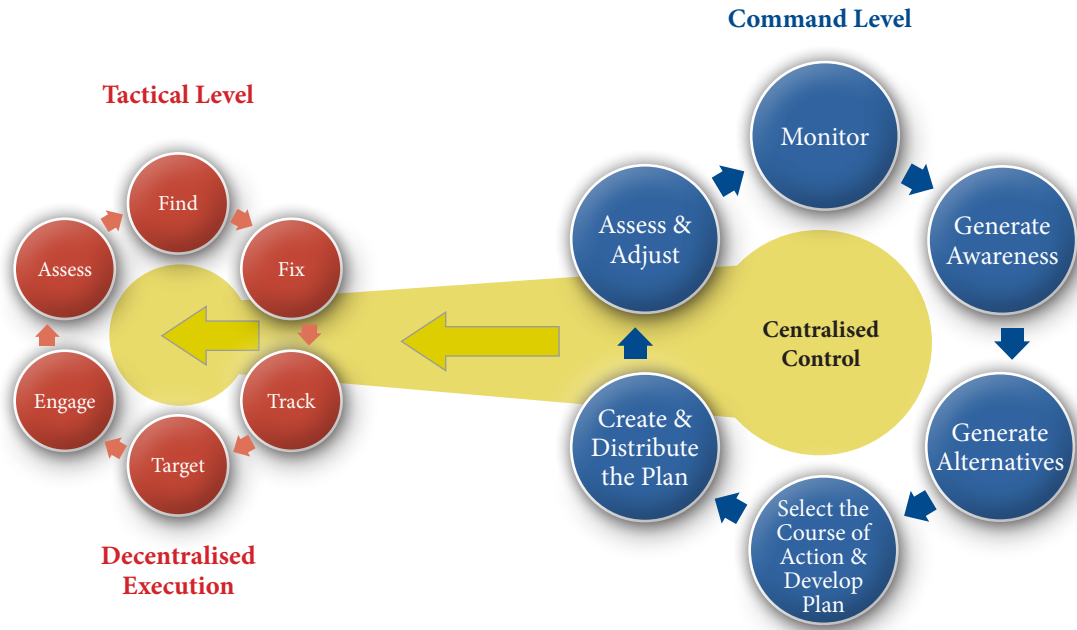 Command Level
Tactical Level
Monitor
Find
Assess &
Adjust
Generate
Awareness
Assess
Fix
Centralised
Control
Engage
Track
Create &
Distribute
the Plan
Generate
Alternatives
Target
Select the
Course of
Action &
Develop
Plan
Decentralised
Execution